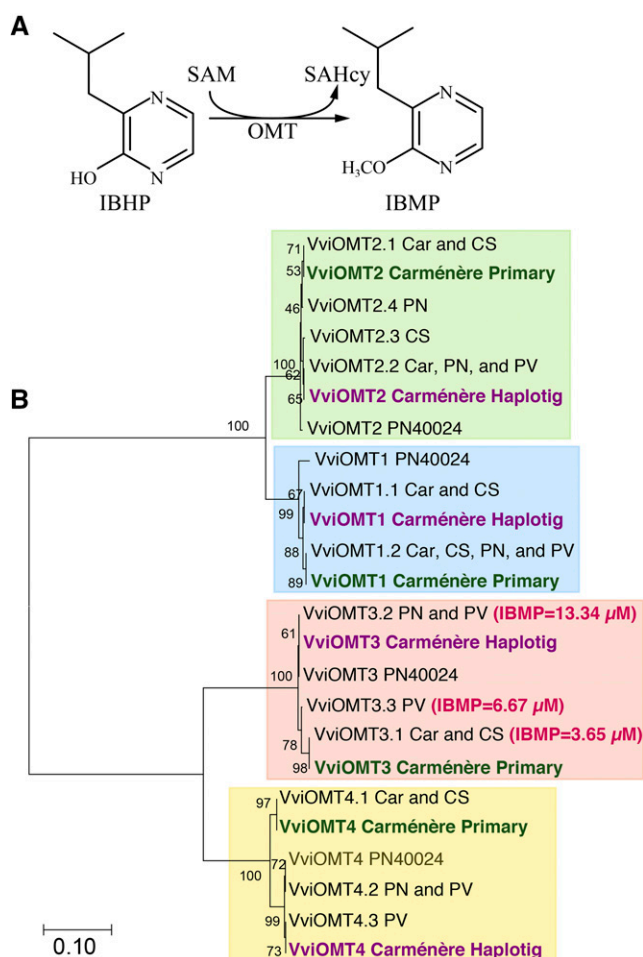 A
SAM
SAHcy
OMT
N
N
HO
IBHP
N
N
H₃CO
IBMP
B
71
VviOMT2.1 Car and CS
53
VviOMT2 Carménère Primary
46
VviOMT2.4 PN
VviOMT2.3 CS
100
VviOMT2.2 Car, PN, and PV
62
65
VviOMT2 Carménère Haplotig
VviOMT2 PN40024
100
VviOMT1 PN40024
67
VviOMT1.1 Car and CS
99
VviOMT1 Carménère Haplotig
88
VviOMT1.2 Car, CS, PN, and PV
89
VviOMT1 Carménère Primary
VviOMT3.2 PN and PV (IBMP=13.34 µM)
61
VviOMT3 Carménère Haplotig
100
VviOMT3 PN40024
VviOMT3.3 PV (IBMP=6.67 µM)
78
VviOMT3.1 Car and CS (IBMP=3.65 µM)
98
VviOMT3 Carménère Primary
97
VviOMT4.1 Car and CS
VviOMT4 Carménère Primary
72
VviOMT4 PN40024
100
VviOMT4.2 PN and PV
99
VviOMT4.3 PV
73
VviOMT4 Carménère Haplotig
0.10